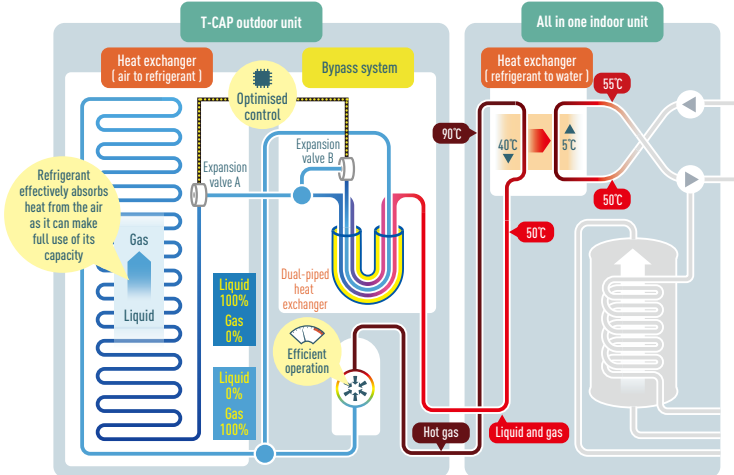 T-CAP outdoor unit
All in one indoor unit
Heat exchanger
( air to refrigerant )
Bypass system
Heat exchanger
( refrigerant to water )
Optimised
control
55℃
90℃
40℃
5℃
Expansion
valve B
Expansion
valve A
Refrigerant
effectively absorbs
heat from the air
as it can make
full use of its
capacity
50℃
50℃
Gas
Liquid
Liquid
100%
Gas
0%
Dual-piped
heat
exchanger
Efficient
operation
Liquid
0%
Gas
100%
Hot gas
Liquid and gas